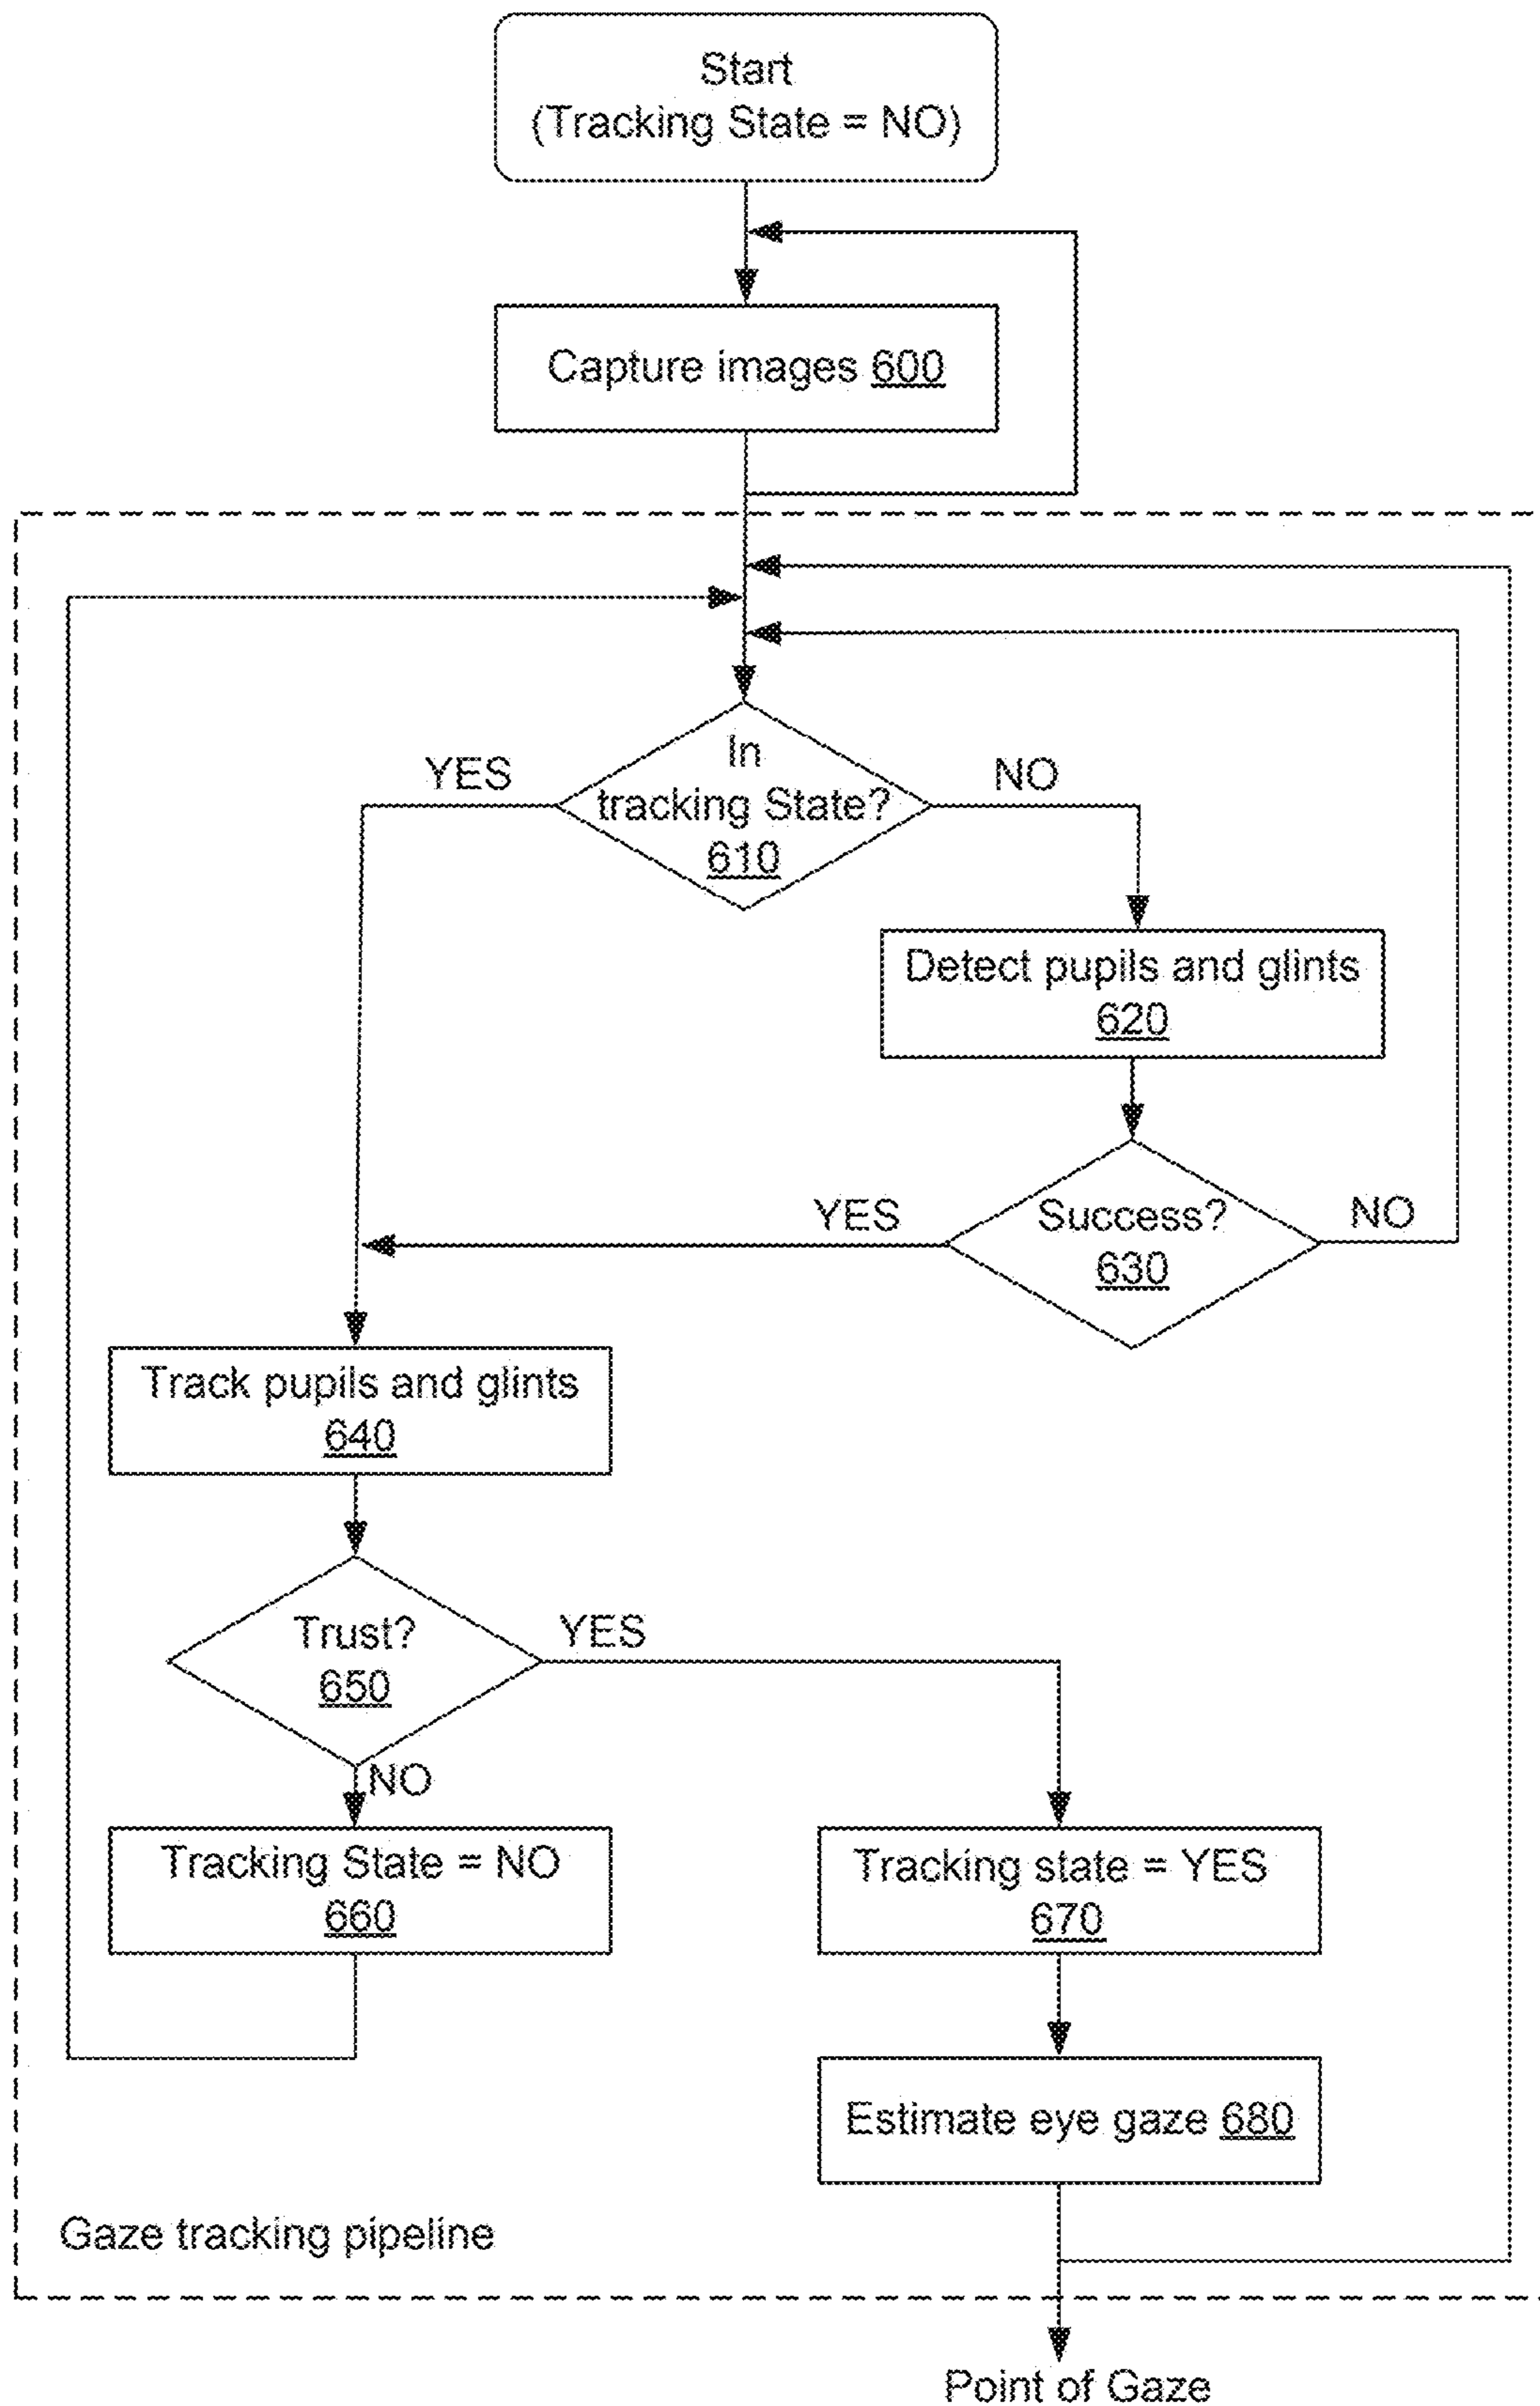 Start
(Tracking State = NO)
Capture images 600
In
tracking State?
610
YES
NO
Detect pupils and glints
620
Success?
630
YES
NO
Track pupils and glints
640
Trust?
650
YES
NO
Tracking State = NO
660
Tracking state = YES
670
Estimate eye gaze 680
Gaze tracking pipeline
Point of Gaze